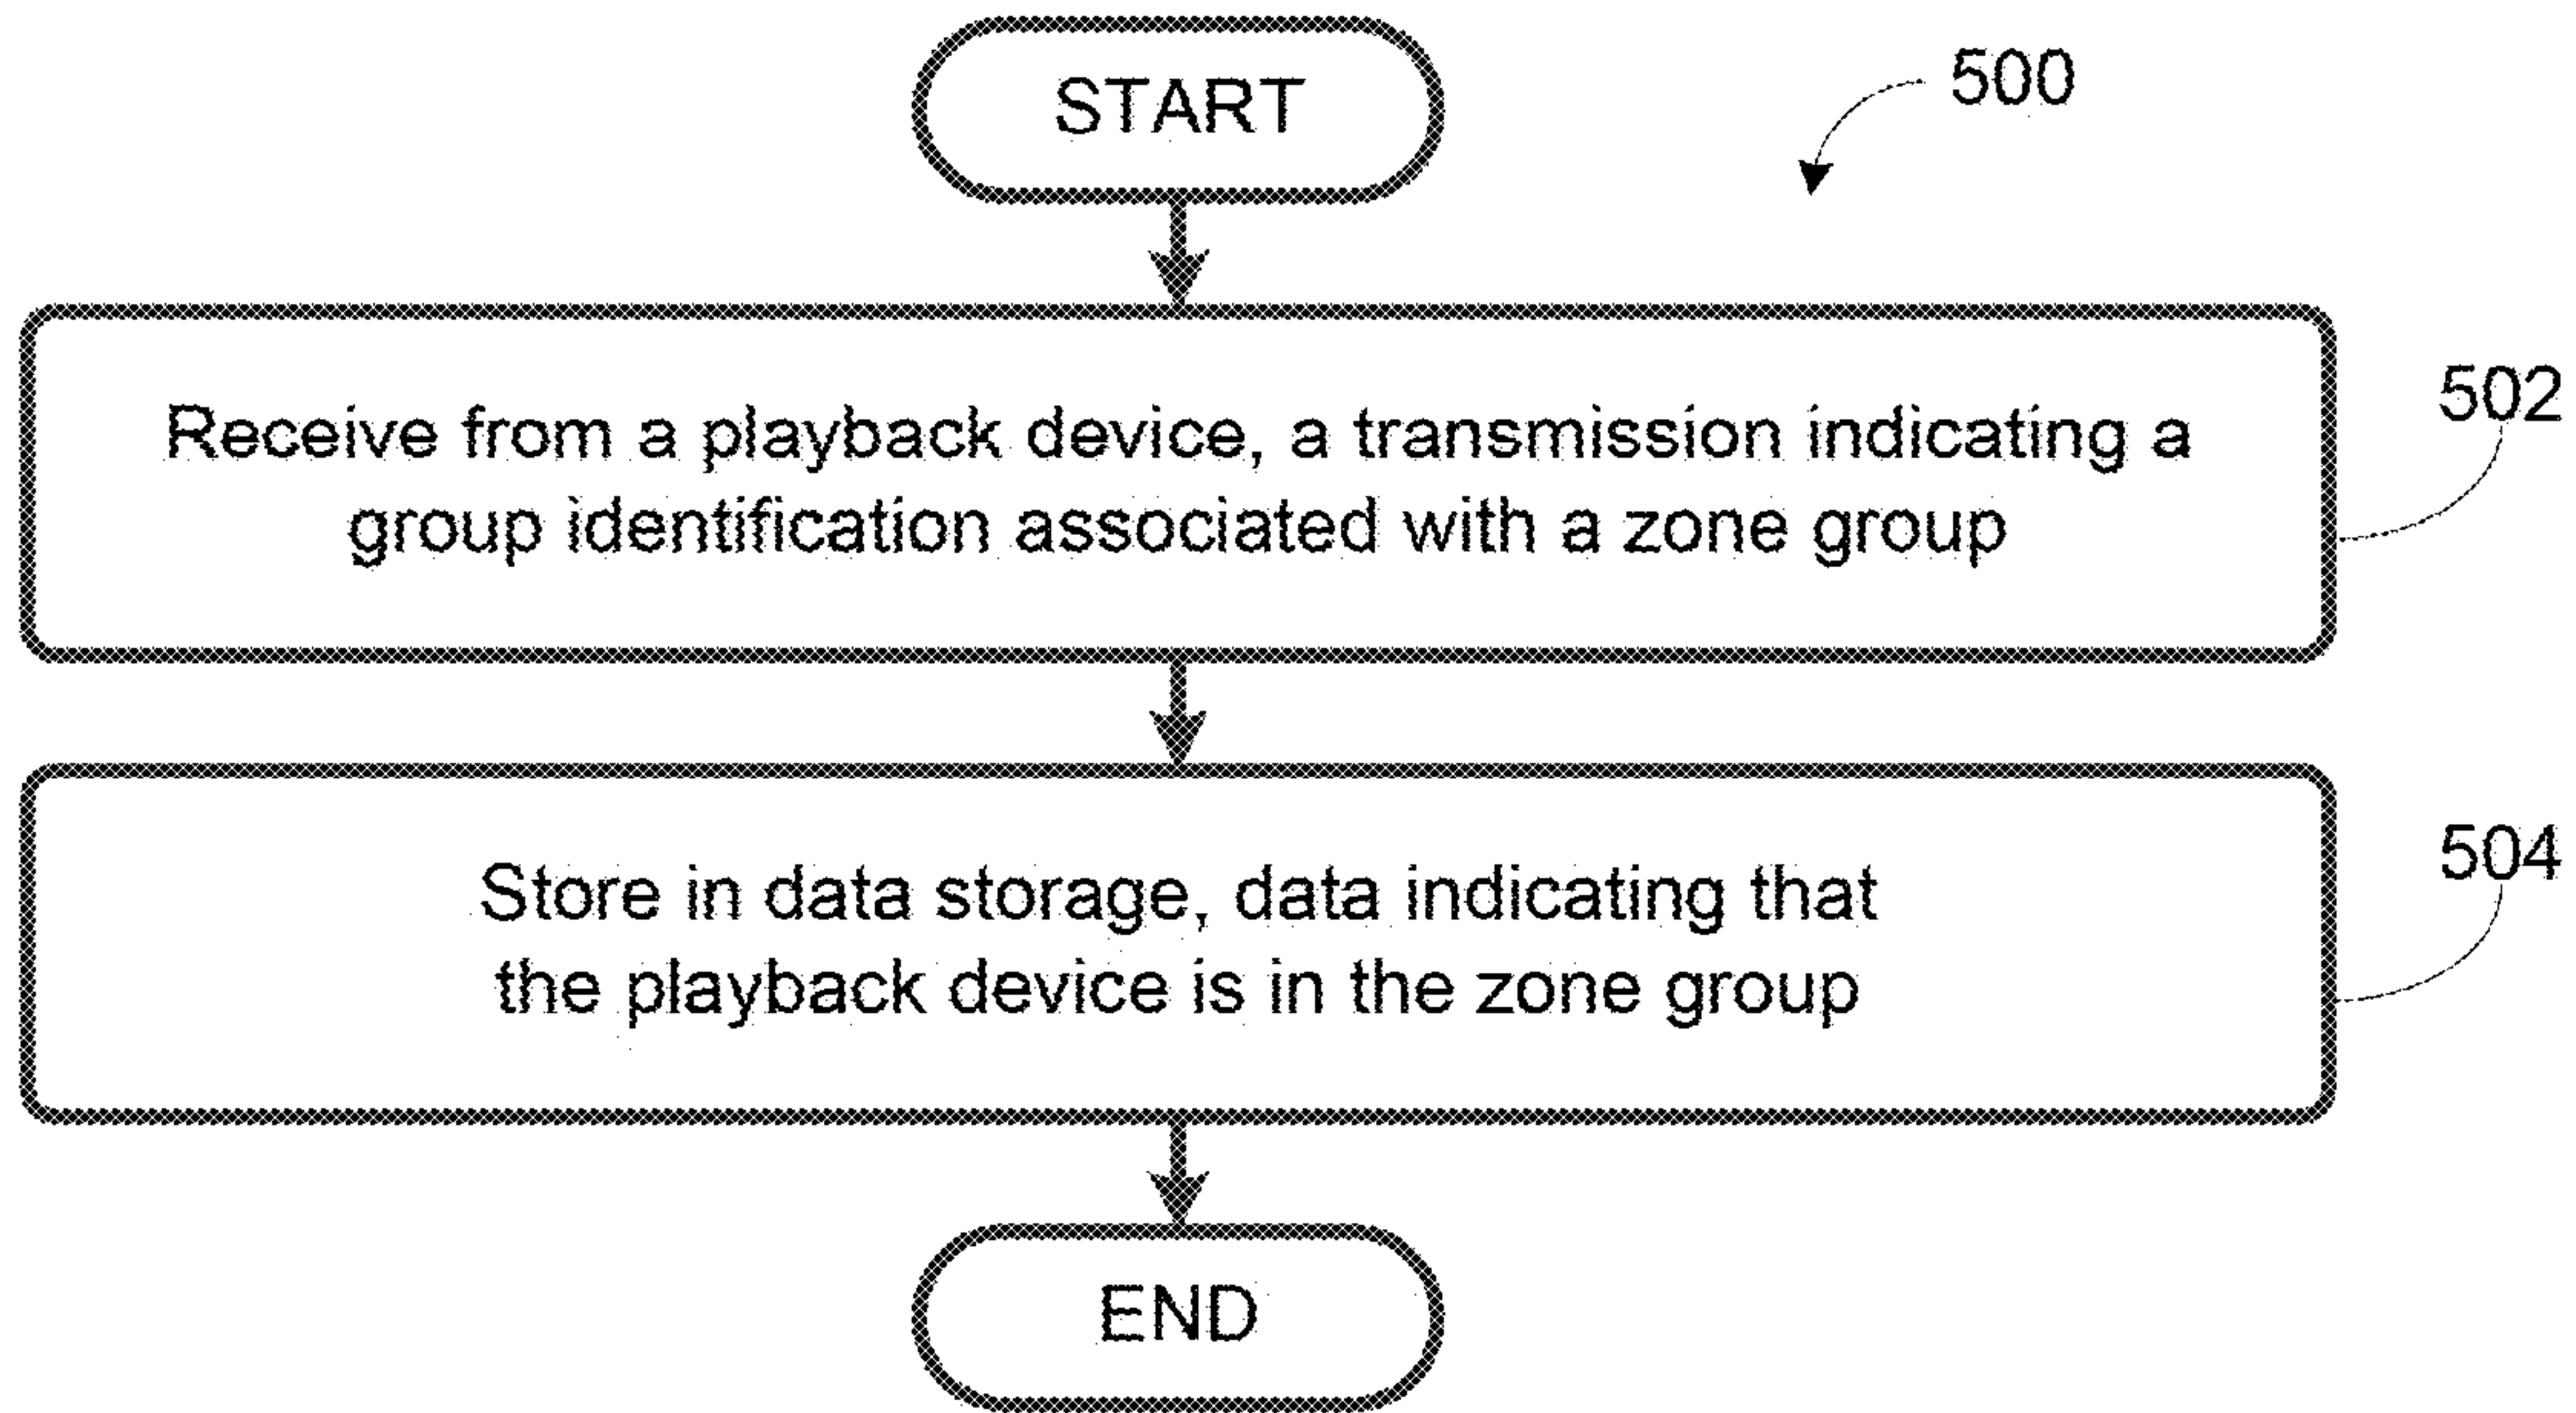 START
500
Receive from a playback device, a transmission indicating a
group identification associated with a zone group
502
Store in data storage, data indicating that
the playback device is in the zone group
504
END